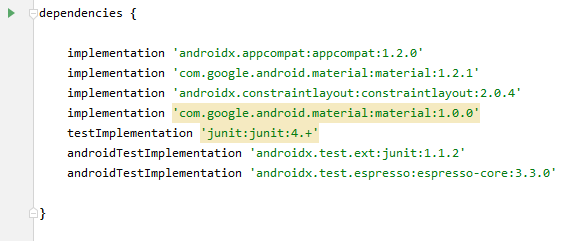 dependencies {
implementation 'androidx.appcompat:appcompat:1.2.0'
implementation 'com.google.android.material:material:1.2.1'
implementation 'androidx.constraintlayout:constraintlayout:2.0.4'
implementation 'com.google.android.material:material:1.0.0'
testImplementation 'junit:junit:4.+'
androidTestImplementation 'androidx.test.ext:junit:1.1.2'
androidTestImplementation 'androidx.test.espresso:espresso-core:3.3.0'
}